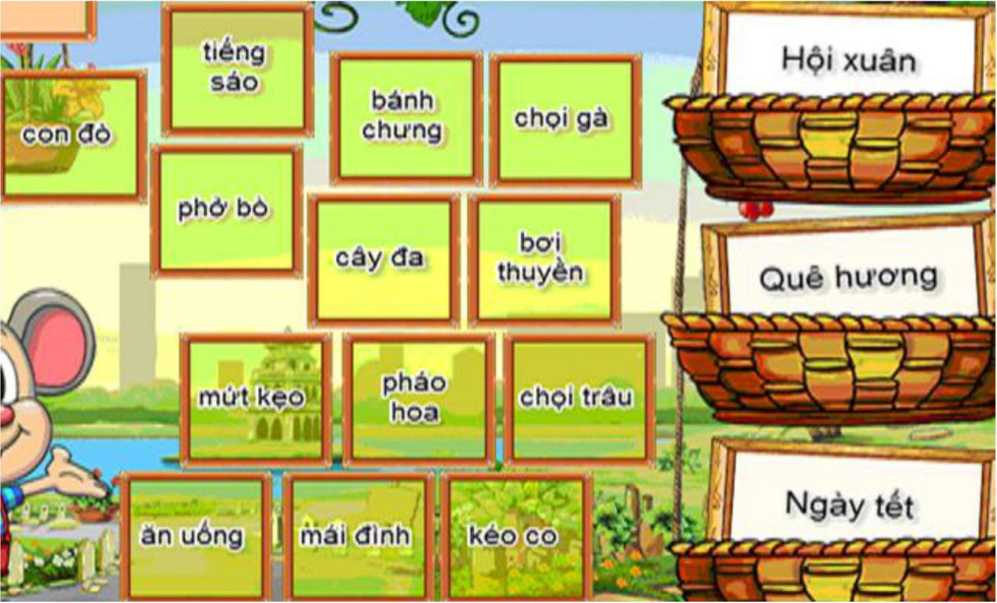 tiếng
sáo
bánh
chưng
chọi gà
con đò
phở bò
cây đa
bơi
thuyền
mứt kẹo
pháo
hoa
chọi trâu
ăn uống
mái đình
kéo co
Hội xuân
Quê hương
Ngày tết